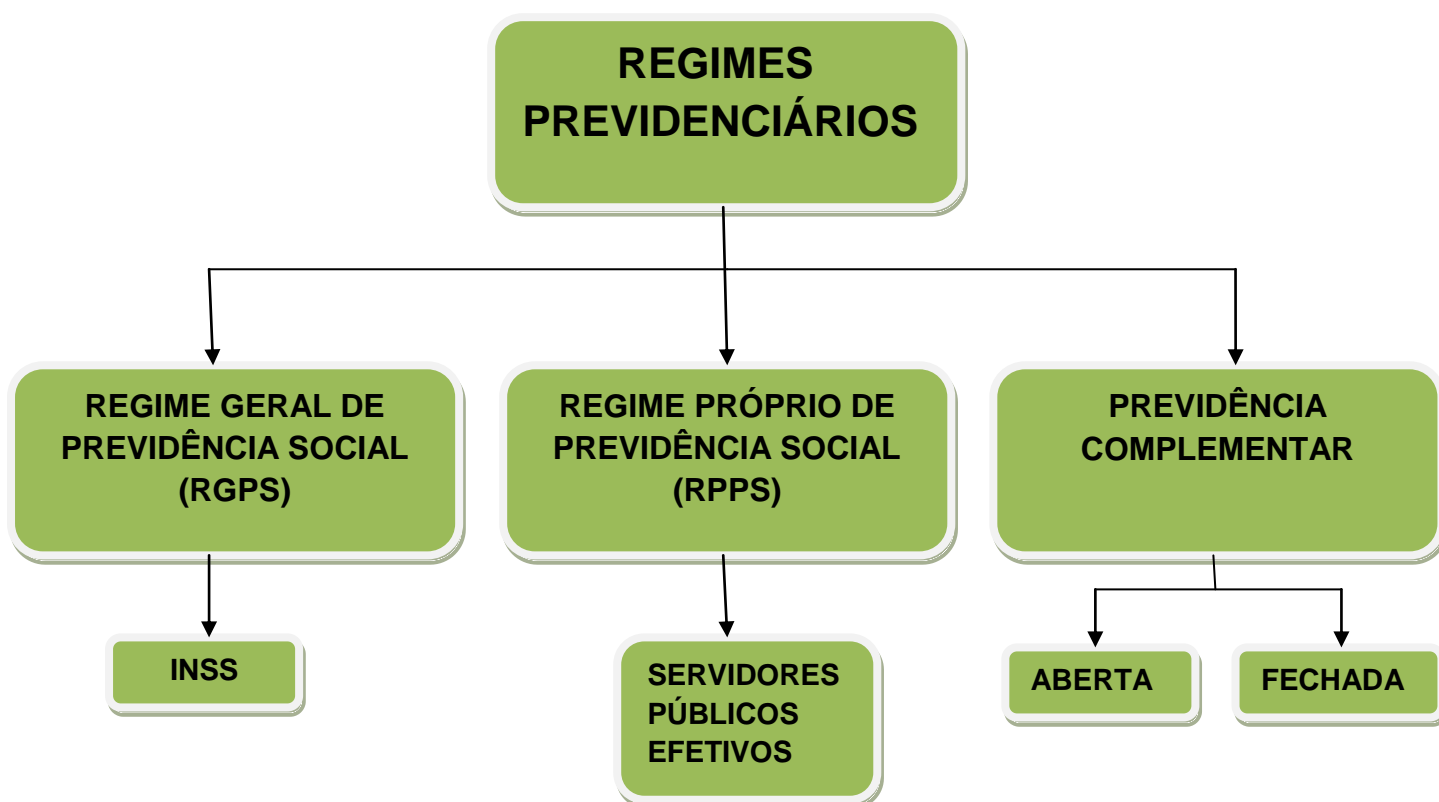 REGIMES
PREVIDENCIÁRIOS
REGIME GERAL DE
PREVIDÊNCIA SOCIAL
(RGPS)
REGIME PRÓPRIO DE
PREVIDÊNCIA SOCIAL
(RPPS)
PREVIDÊNCIA
COMPLEMENTAR
INSS
SERVIDORES
PÚBLICOS
EFETIVOS
ABERTA
FECHADA